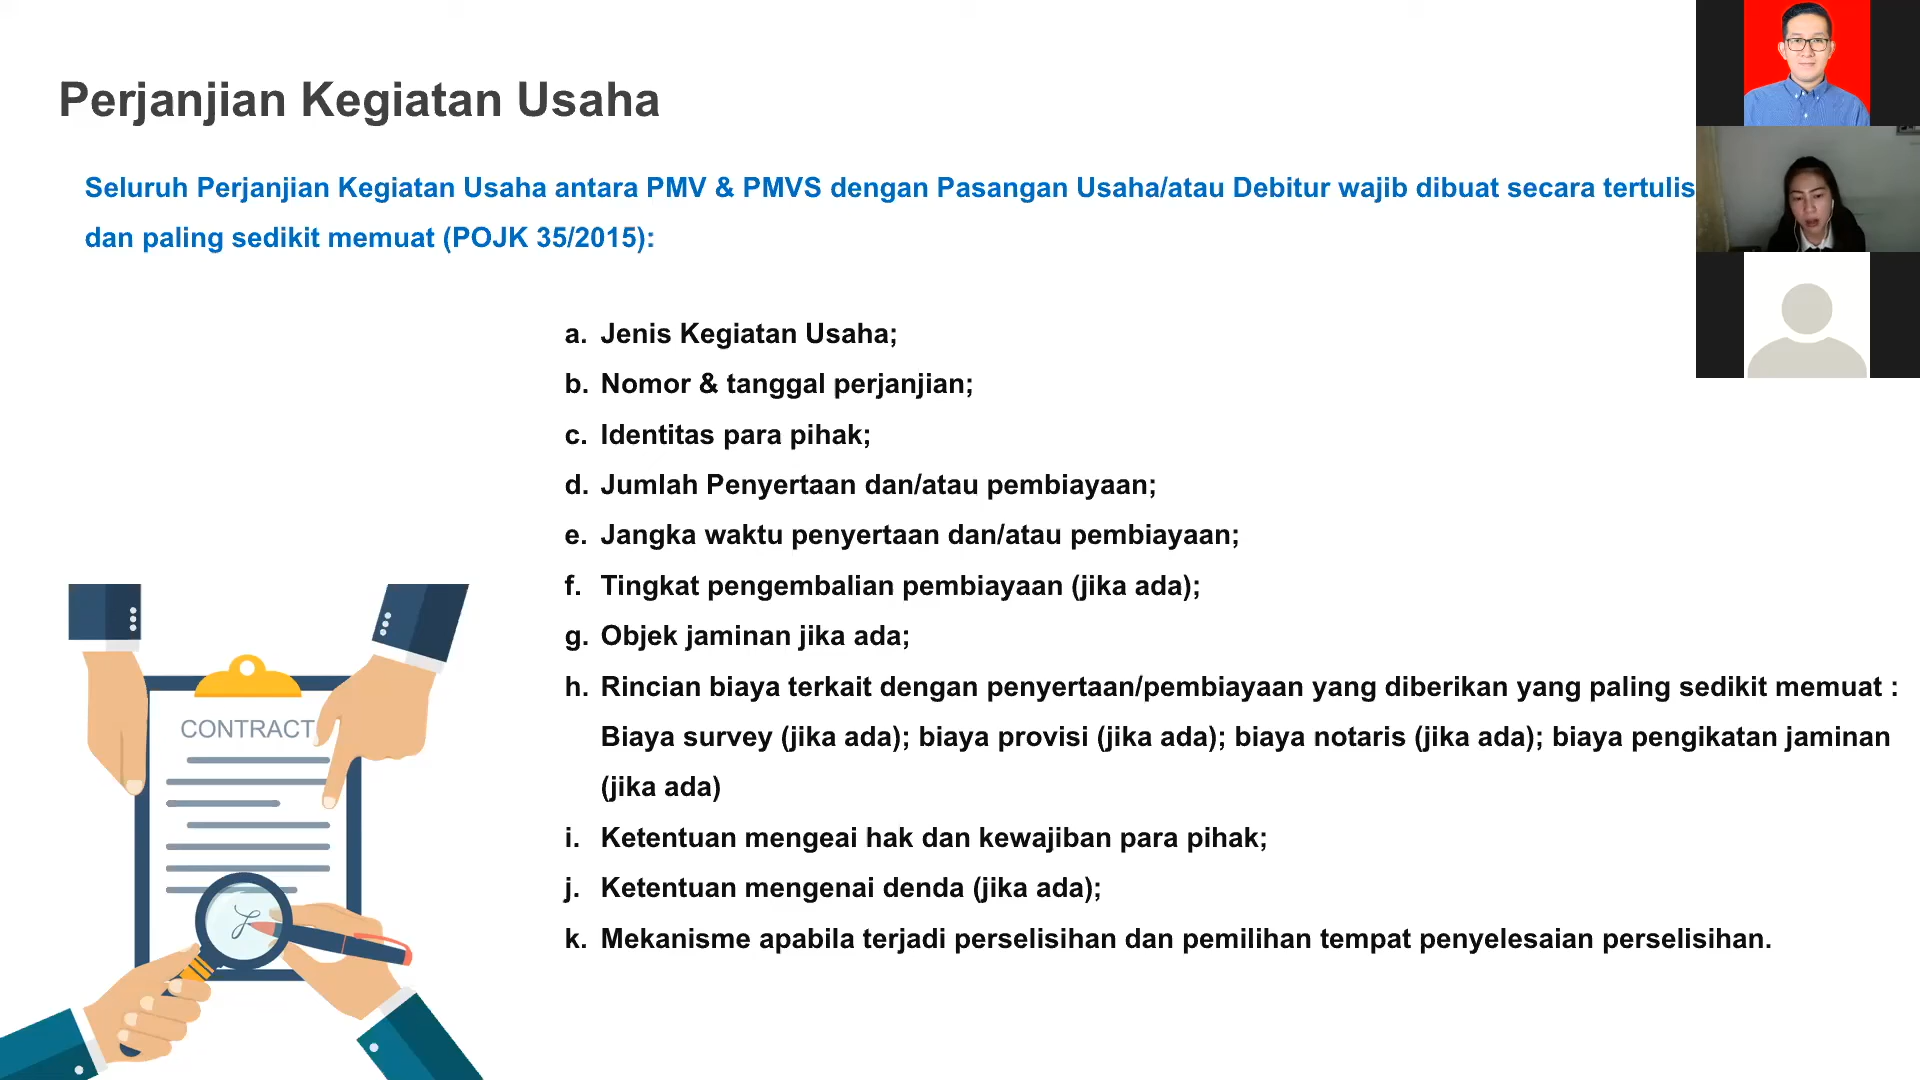 Perjanjian Kegiatan Usaha
Seluruh Perjanjian Kegiatan Usaha antara PMV & PMVS dengan Pasangan Usaha/atau Debitur wajib dibuat secara tertulis
dan paling sedikit memuat (POJK 35/2015):
a. Jenis Kegiatan Usaha;
b. Nomor & tanggal perjanjian;
c. Identitas para pihak;
d. Jumlah Penyertaan dan/atau pembiayaan;
e. Jangka waktu penyertaan dan/atau pembiayaan;
f. Tingkat pengembalian pembiayaan (jika ada);
g. Objek jaminan jika ada;
h. Rincian biaya terkait dengan penyertaan/pembiayaan yang diberikan yang paling sedikit memuat :
Biaya survey (jika ada); biaya provisi (jika ada); biaya notaris (jika ada); biaya pengikatan jaminan
(jika ada)
i. Ketentuan mengeai hak dan kewajiban para pihak;
j. Ketentuan mengenai denda (jika ada);
k. Mekanisme apabila terjadi perselisihan dan pemilihan tempat penyelesaian perselisihan.
CONTRACT